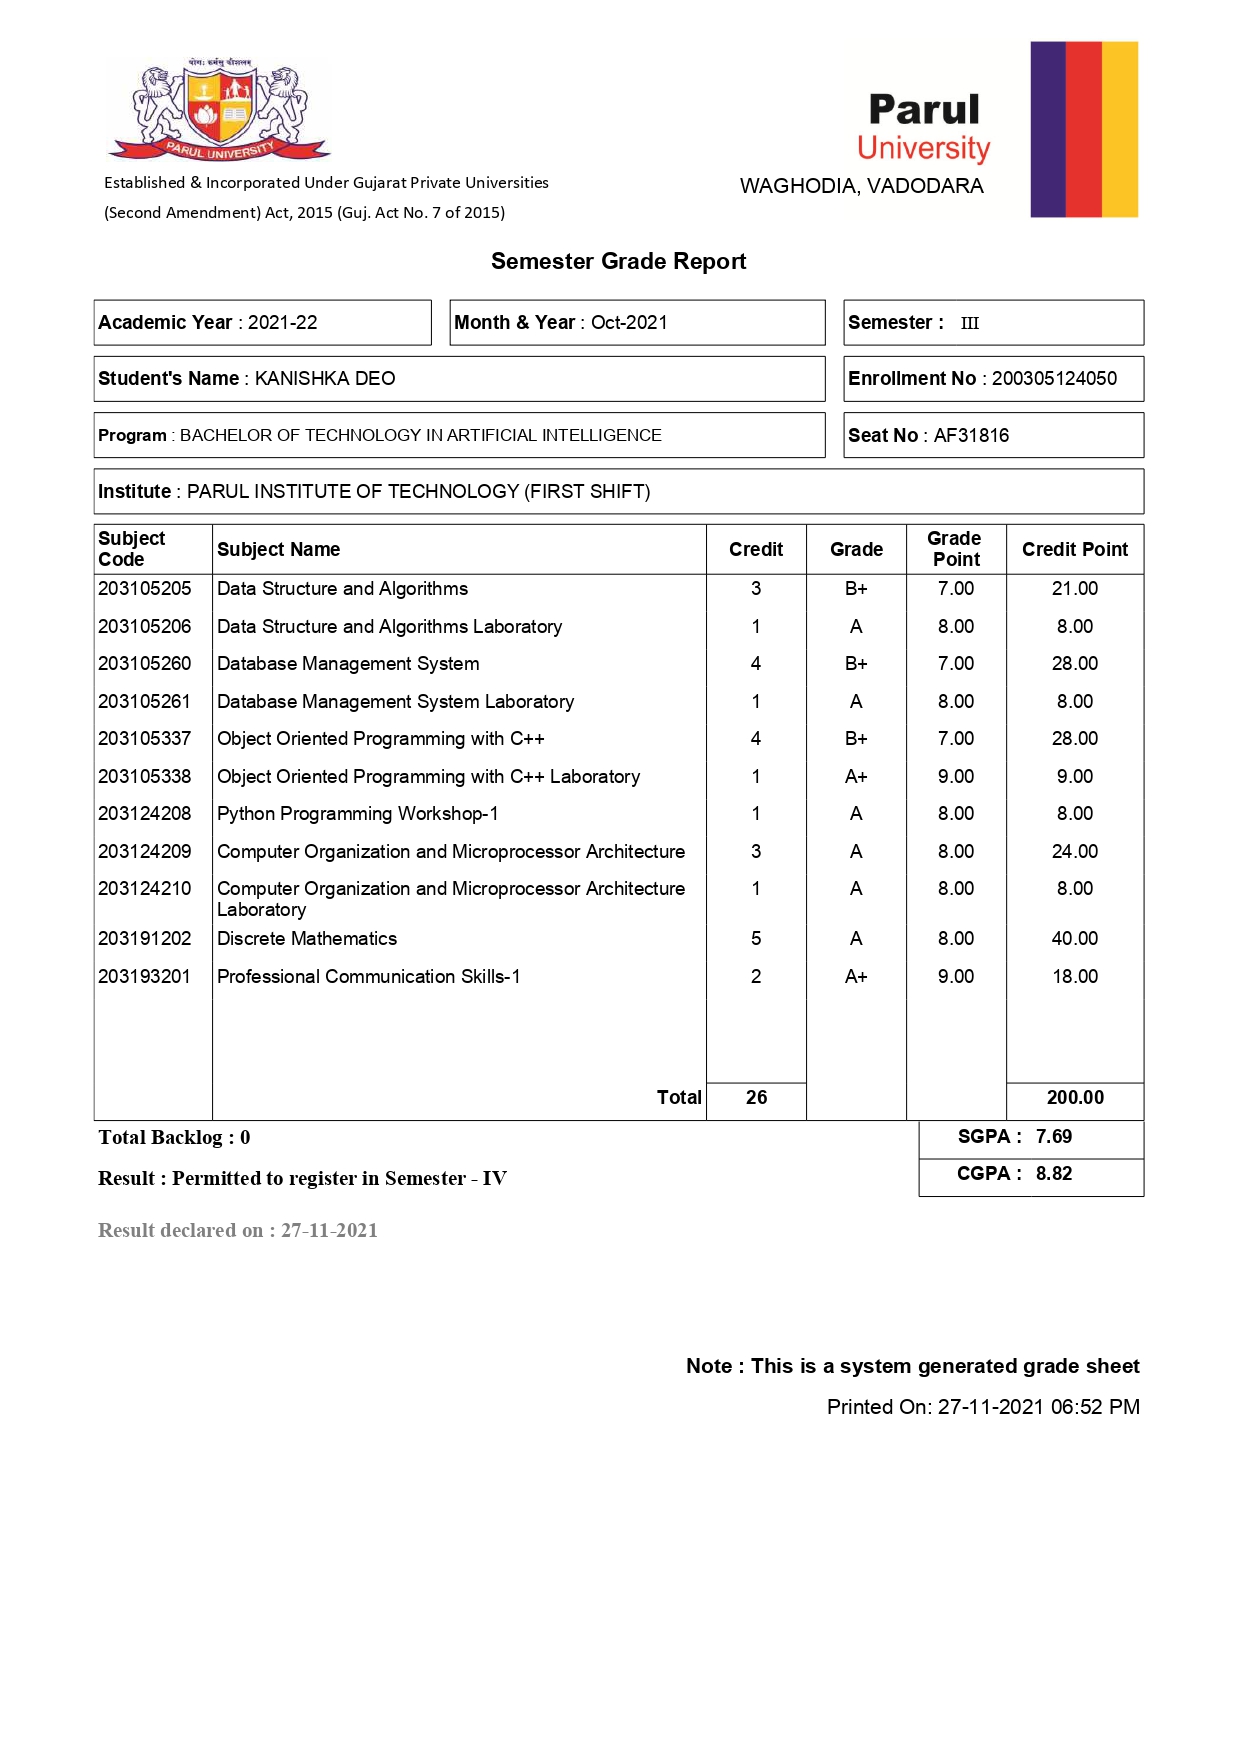 योगः कर्मसु कौशलम्
PARUL UNIVERSITY
Parul
University
WAGHODIA, VADODARA
Established & Incorporated Under Gujarat Private Universities
(Second Amendment) Act, 2015 (Guj. Act No. 7 of 2015)
Semester Grade Report
Academic Year : 2021-22 Month & Year : Oct-2021 Semester : III
Student's Name : KANISHKA DEO Enrollment No : 200305124050
Program : BACHELOR OF TECHNOLOGY IN ARTIFICIAL INTELLIGENCE Seat No : AF31816
Institute : PARUL INSTITUTE OF TECHNOLOGY (FIRST SHIFT)
Subject Code Subject Name Credit Grade Grade Point Credit Point
203105205 Data Structure and Algorithms 3 B+ 7.00 21.00
203105206 Data Structure and Algorithms Laboratory 1 A 8.00 8.00
203105260 Database Management System 4 B+ 7.00 28.00
203105261 Database Management System Laboratory 1 A 8.00 8.00
203105337 Object Oriented Programming with C++ 4 B+ 7.00 28.00
203105338 Object Oriented Programming with C++ Laboratory 1 A+ 9.00 9.00
203124208 Python Programming Workshop-1 1 A 8.00 8.00
203124209 Computer Organization and Microprocessor Architecture 3 A 8.00 24.00
203124210 Computer Organization and Microprocessor Architecture 1 A 8.00 8.00
Laboratory
203191202 Discrete Mathematics 5 A 8.00 40.00
203193201 Professional Communication Skills-1 2 A+ 9.00 18.00
Total 26 200.00
Total Backlog : 0 SGPA : 7.69
Result : Permitted to register in Semester - IV CGPA : 8.82
Result declared on : 27-11-2021
Note : This is a system generated grade sheet
Printed On: 27-11-2021 06:52 PM